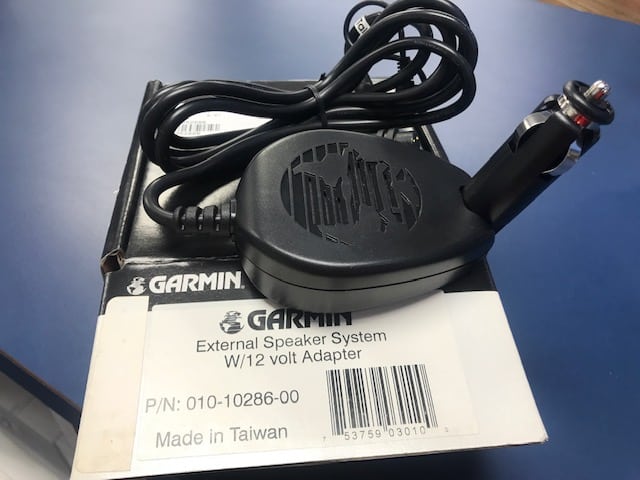 GARMIN
GARMIN
External Speaker System
W/12 volt Adapter
P/N: 010-10286-00
Made in Taiwan
7 53759 03010